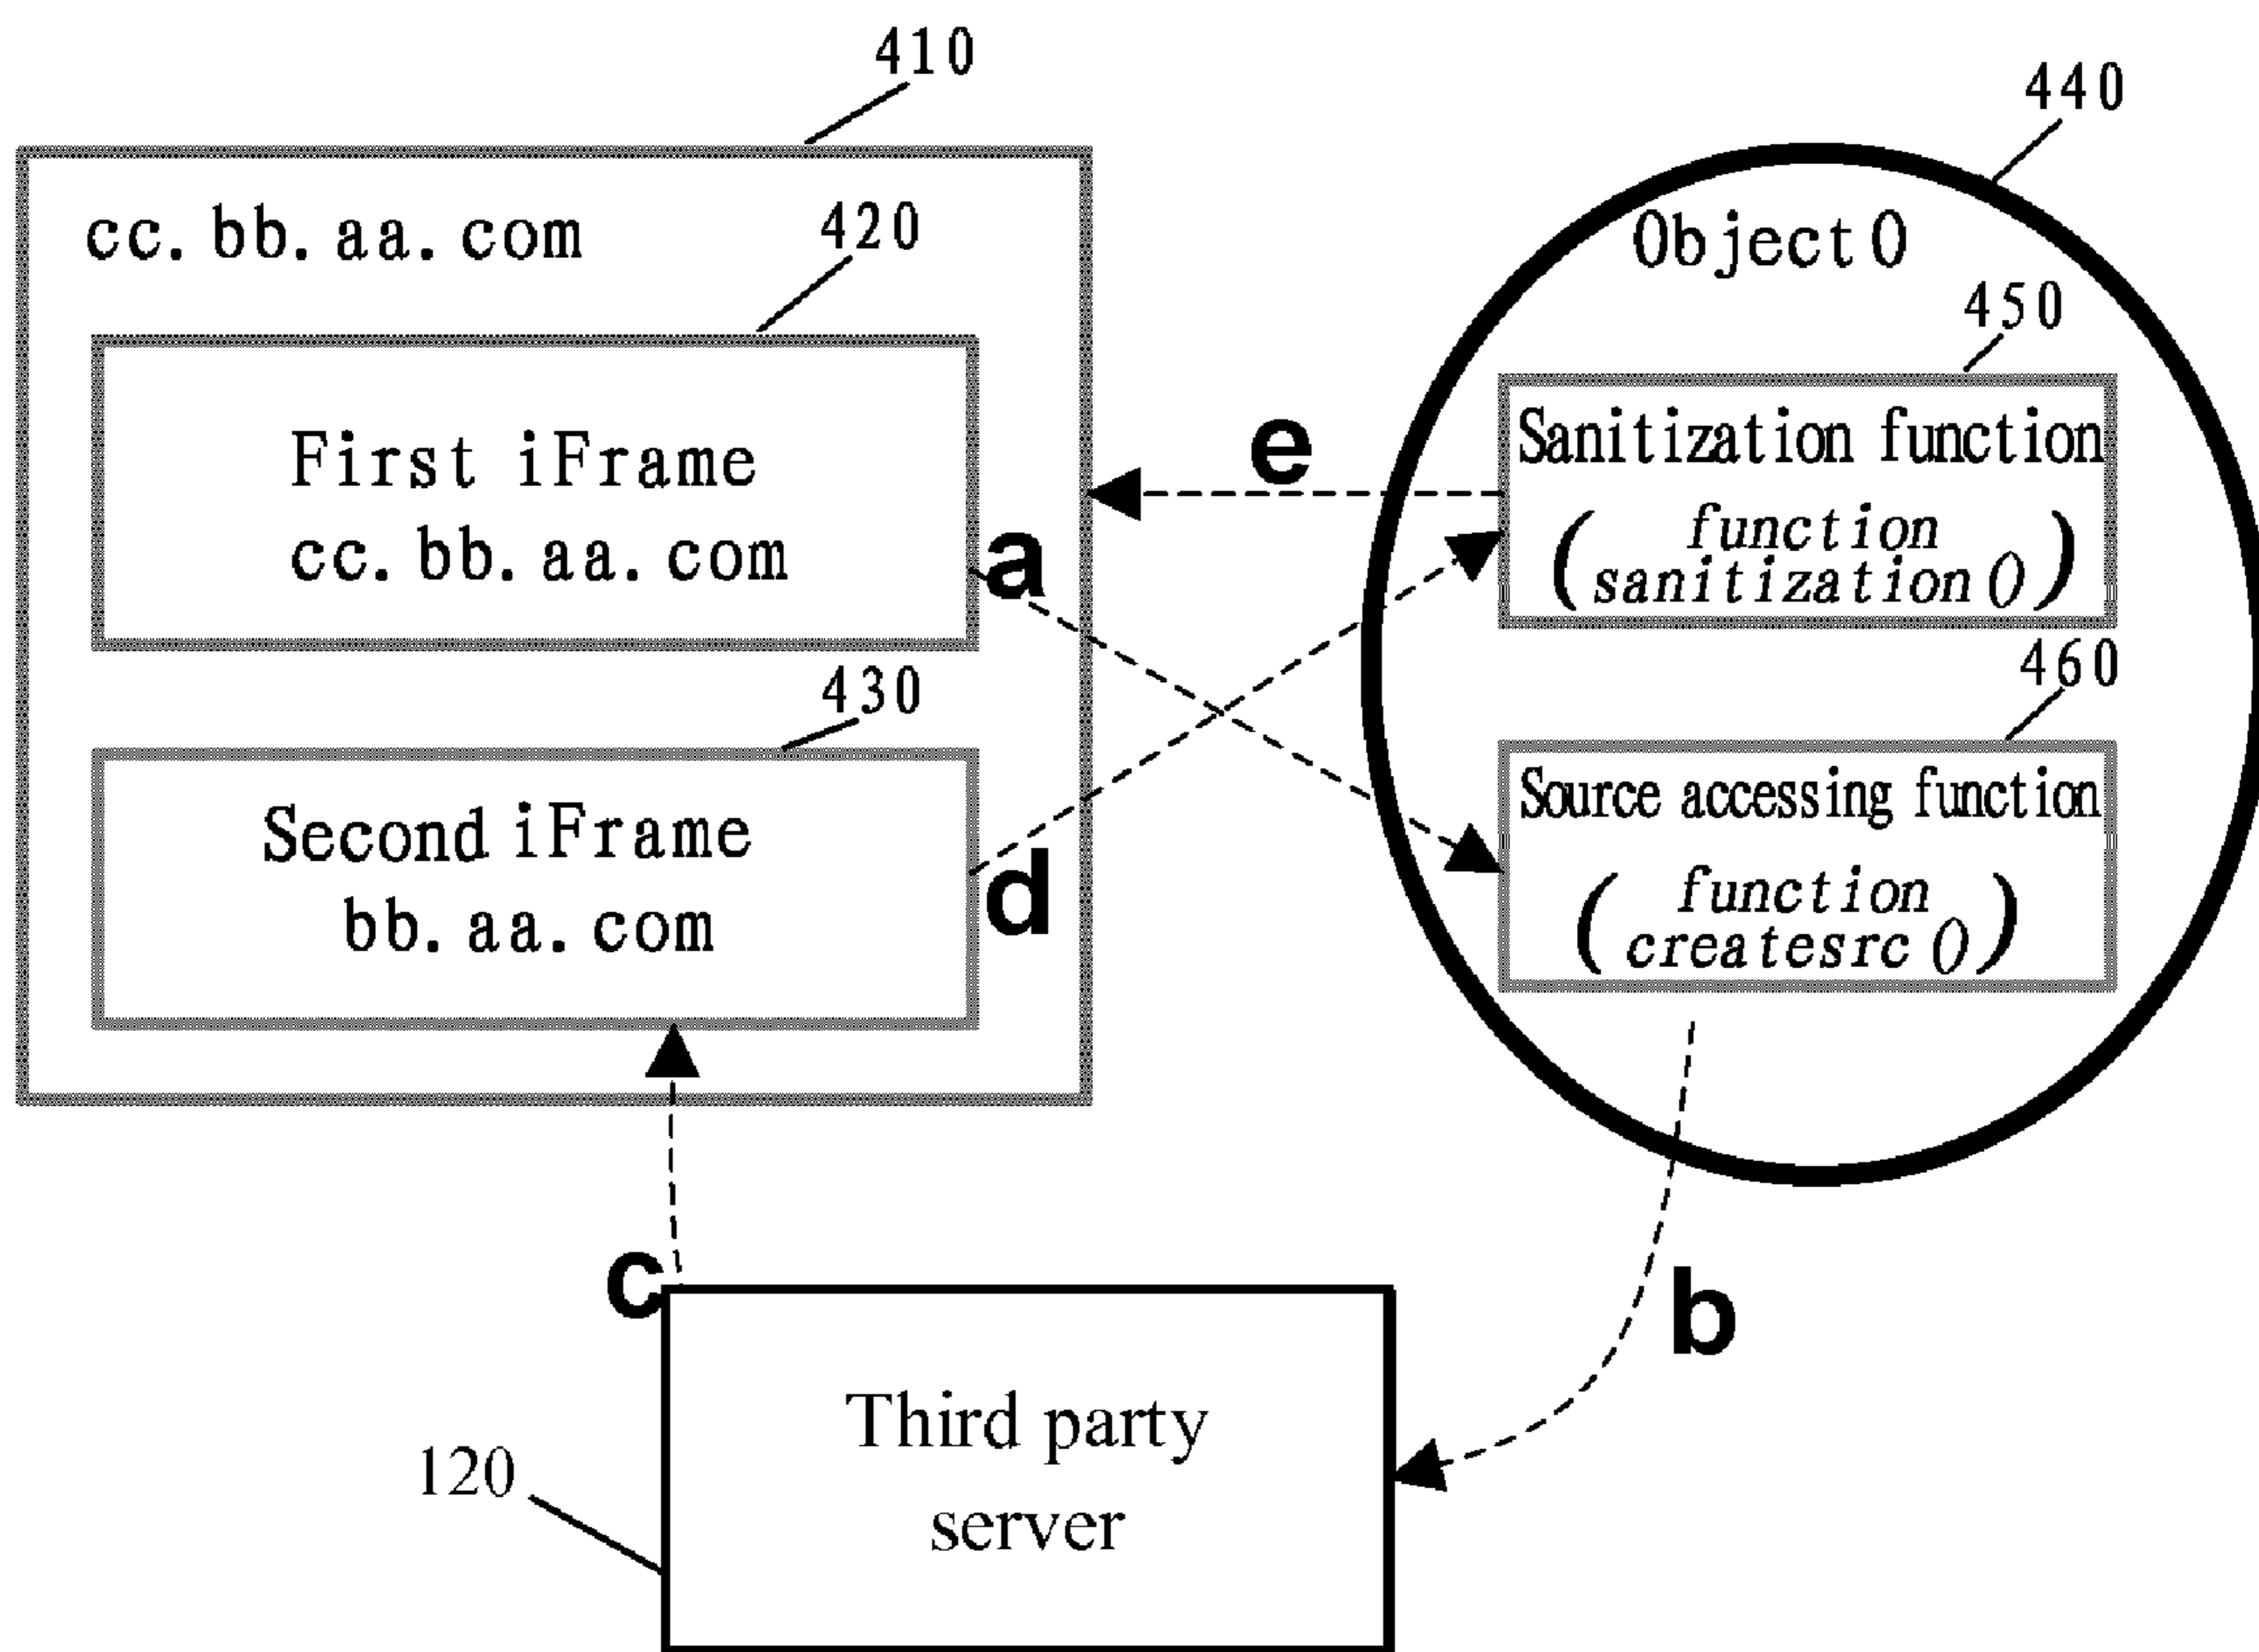 410
440
cc.bb.aa.com
420
Object O
450
First iFrame
cc.bb.aa.com
e
Sanitization function
(function
sanitization())
a
430
460
Second iFrame
bb.aa.com
d
Source accessing function
(function
createsrc())
c
b
Third party
server
120